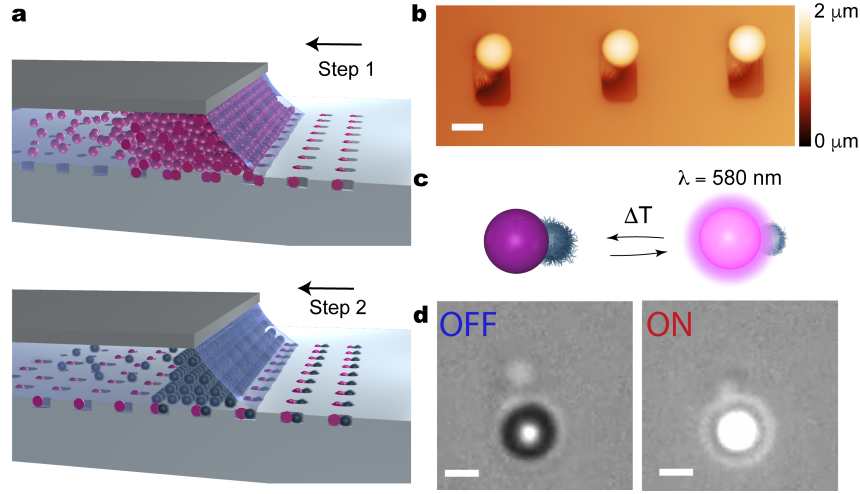 a
Step 1
Step 2
b
2 μm
0 μm
c
λ = 580 nm
ΔT
d
OFF
ON